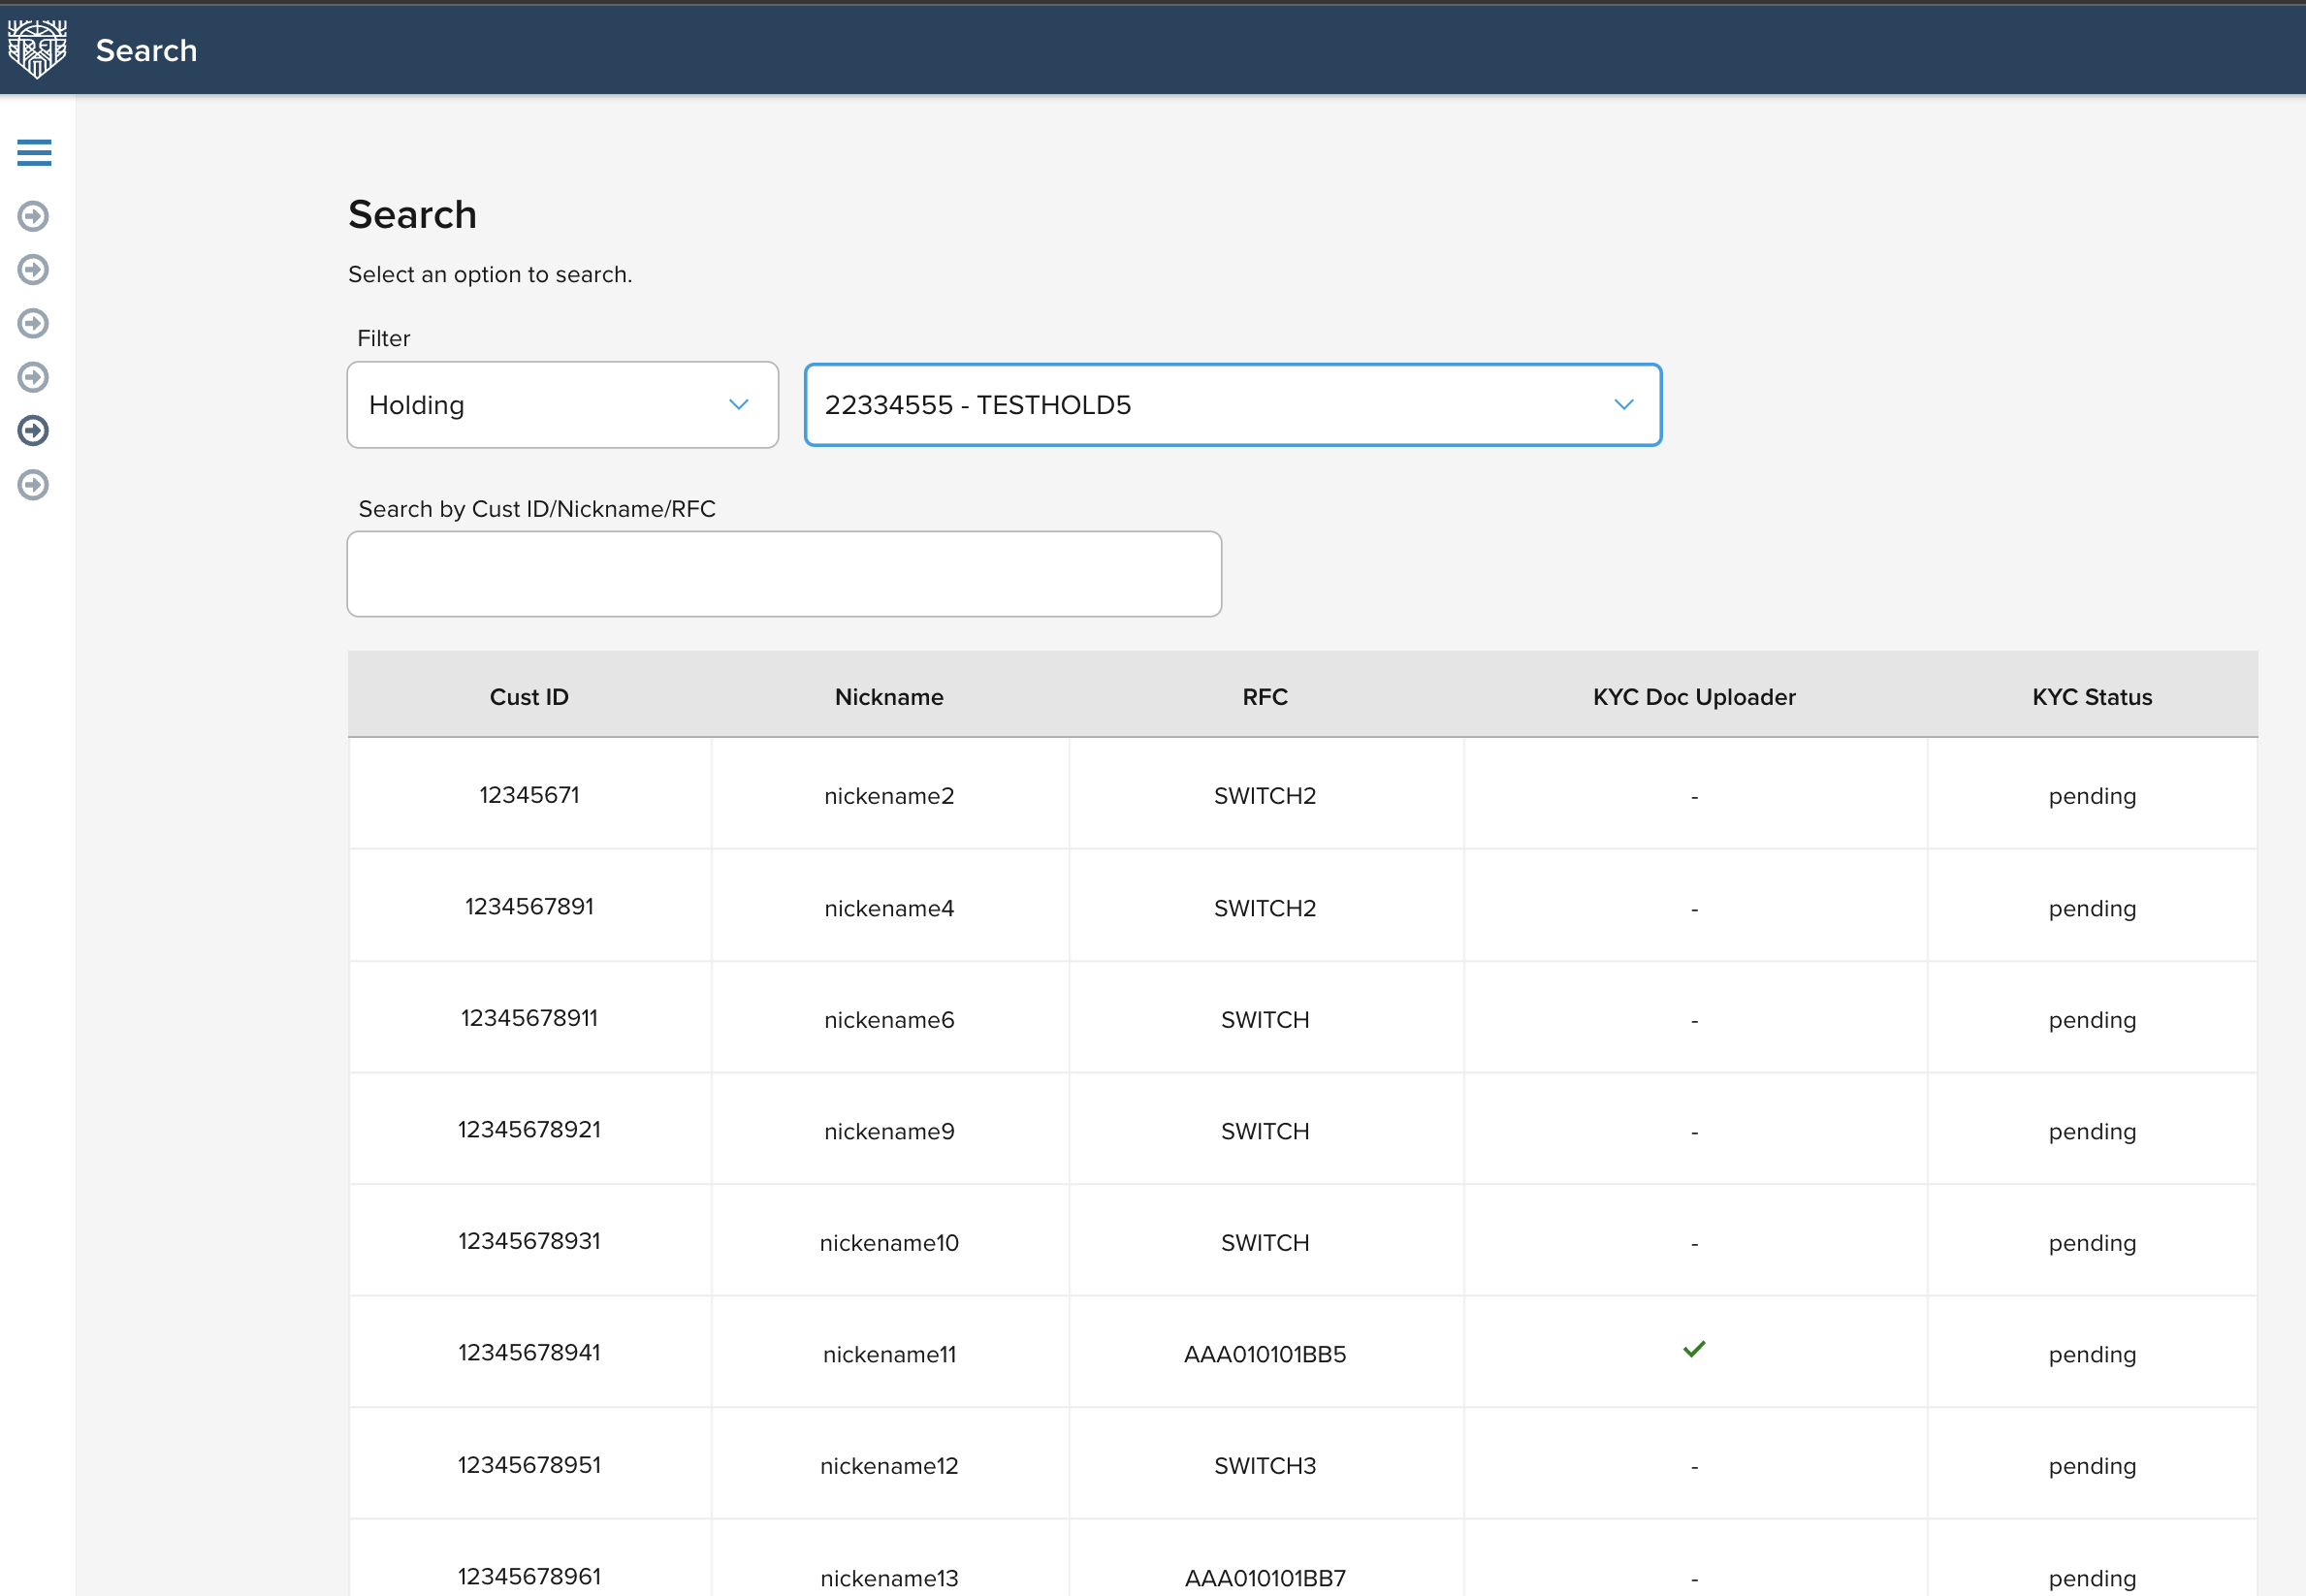 Search
Search
Select an option to search.
Filter
Holding 22334555 - TESTHOLD5
Search by Cust ID/Nickname/RFC
Cust ID Nickname RFC KYC Doc Uploader KYC Status
12345671 nickename2 SWITCH2 - pending
1234567891 nickename4 SWITCH2 - pending
12345678911 nickename6 SWITCH - pending
12345678921 nickename9 SWITCH - pending
12345678931 nickename10 SWITCH - pending
12345678941 nickename11 AAA010101BB5 pending
12345678951 nickename12 SWITCH3 - pending
12345678961 nickename13 AAA010101BB7 - pending